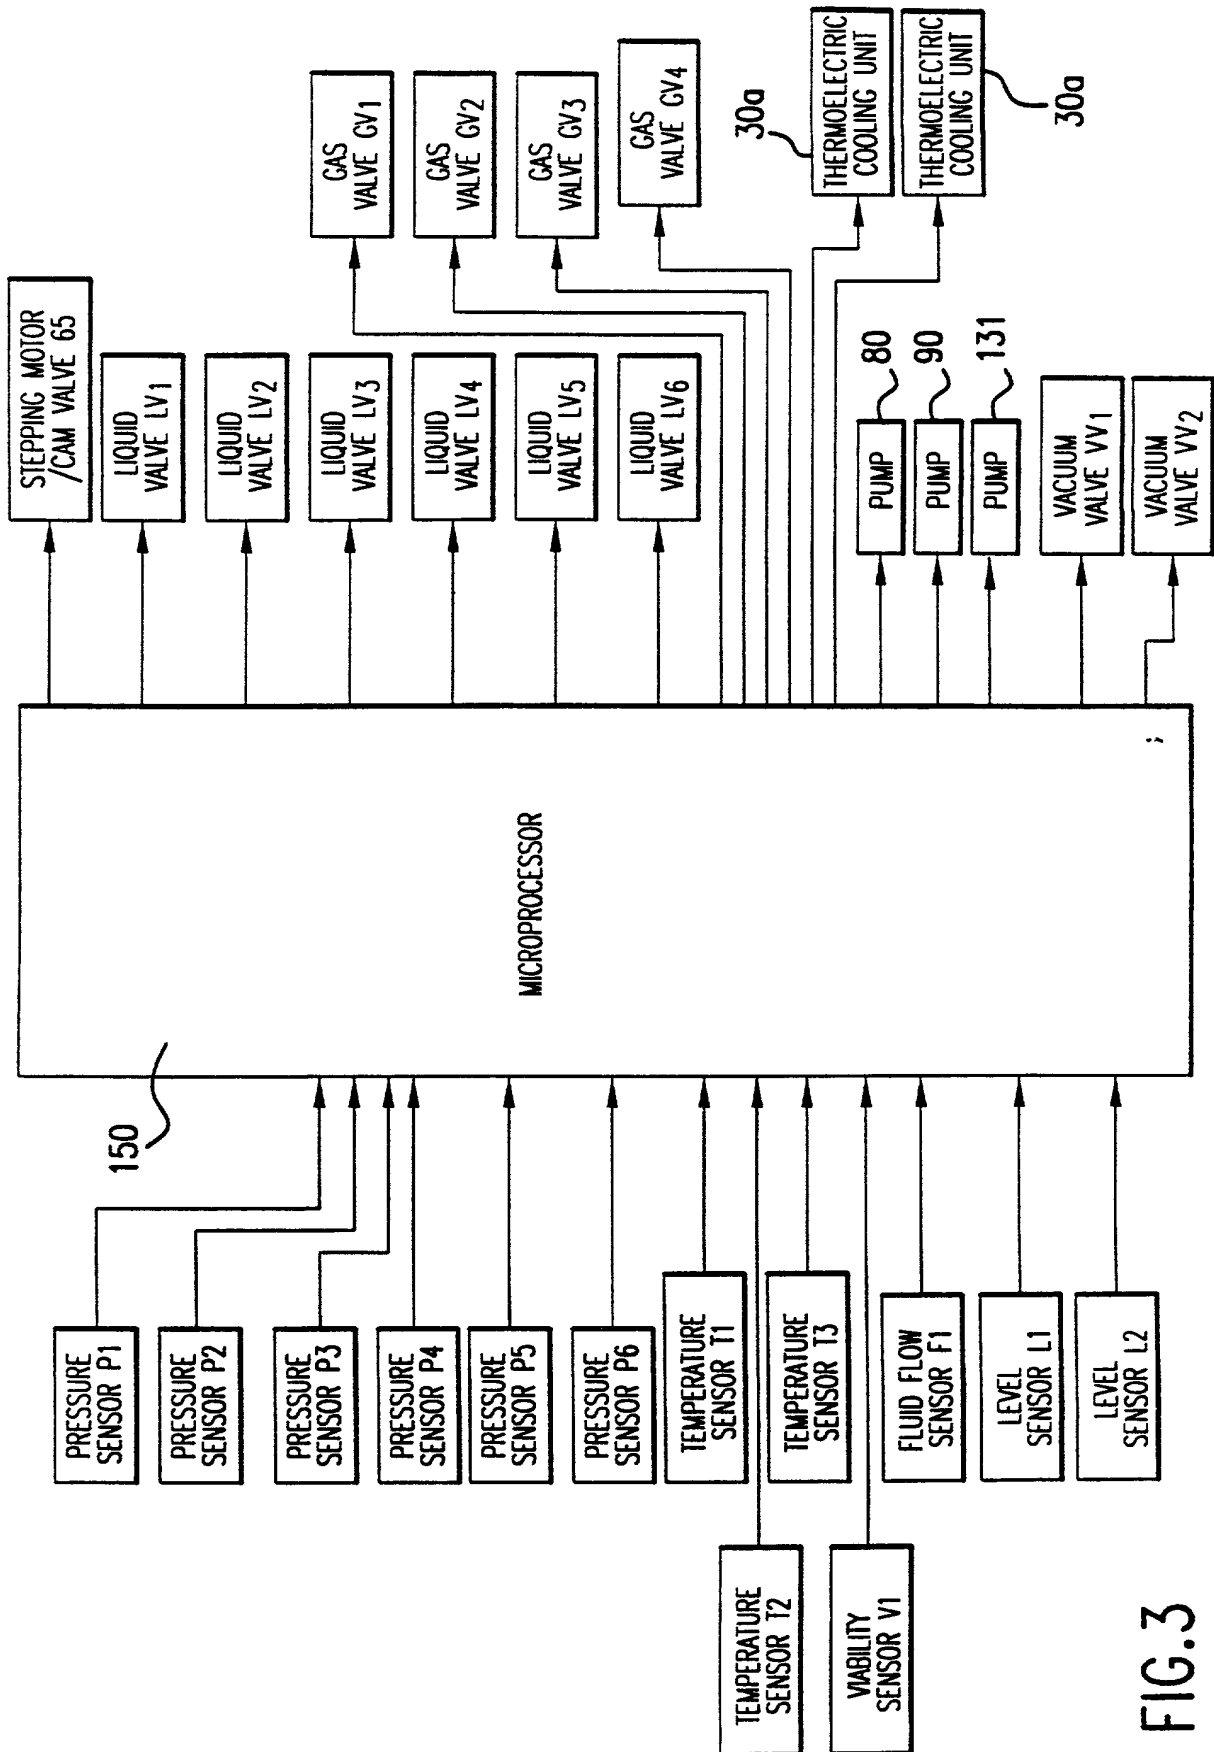 PRESSURE
SENSOR P1
PRESSURE
SENSOR P2
PRESSURE
SENSOR P3
PRESSURE
SENSOR P4
PRESSURE
SENSOR P5
PRESSURE
SENSOR P6
TEMPERATURE
SENSOR T1
TEMPERATURE
SENSOR T2
TEMPERATURE
SENSOR T3
VIABILITY
SENSOR V1
FLUID FLOW
SENSOR F1
LEVEL
SENSOR L1
LEVEL
SENSOR L2
150
MICROPROCESSOR
;
STEPPING MOTOR
/CAM VALVE 65
LIQUID
VALVE LV1
LIQUID
VALVE LV2
LIQUID
VALVE LV3
LIQUID
VALVE LV4
LIQUID
VALVE LV5
LIQUID
VALVE LV6
GAS
VALVE GV1
GAS
VALVE GV2
GAS
VALVE GV3
GAS
VALVE GV4
30a
THERMOELECTRIC
COOLING UNIT
THERMOELECTRIC
COOLING UNIT
30a
PUMP
80
PUMP
90
PUMP
131
VACUUM
VALVE VV1
VACUUM
VALVE VV2
FIG.3